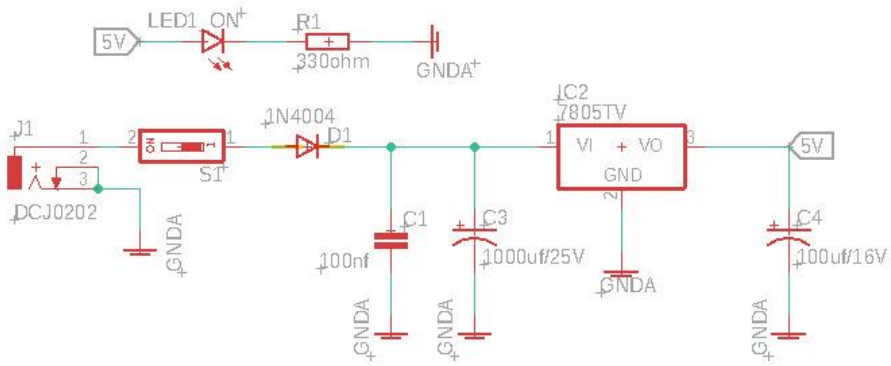 LED1 ON
R1
5V
330ohm
GNDA
IC2
7805TV
1N4004
D1
J1
1
2
ON
1
1
S1
2
3
DCJ0202
GNDA
1
VI
VO
3
GND
2
5V
C1
100nf
C3
1000uf/25V
GNDA
C4
100uf/16V
GNDA
GNDA
GNDA